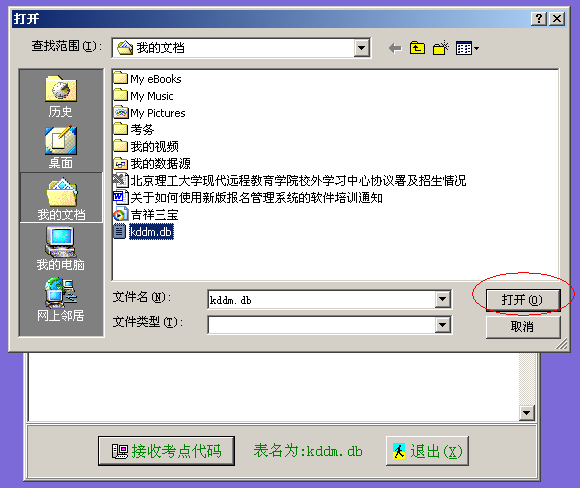 打开
查找范围(I):
我的文档
历史
桌面
我的文档
我的电脑
网上邻居
My eBooks
My Music
My Pictures
考务
我的视频
我的数据源
北京理工大学现代远程教育学院校外学习中心协议署及招生情况
关于如何使用新版报名管理系统的软件培训通知
吉祥三宝
kddm.db
文件名(N):
kddm.db
打开(O)
文件类型(T):
取消
接收考点代码
表名为:kddm.db
退出(X)